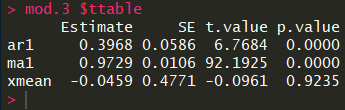 > mod.3 $ttable
Estimate SE t.value p.value
ar1 0.3968 0.0586 6.7684 0.0000
ma1 0.9729 0.0106 92.1925 0.0000
xmean -0.0459 0.4771 -0.0961 0.9235
>